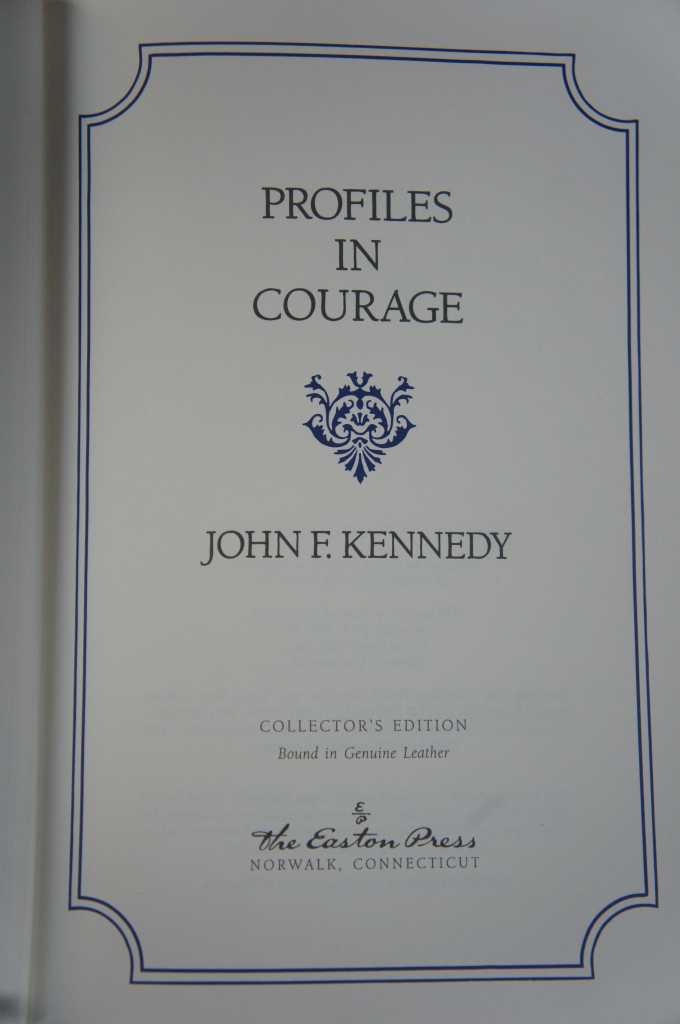 PROFILES
IN
COURAGE
JOHN F. KENNEDY
COLLECTOR'S EDITION
Bound in Genuine Leather
E
P
The Easton Press
NORWALK, CONNECTICUT